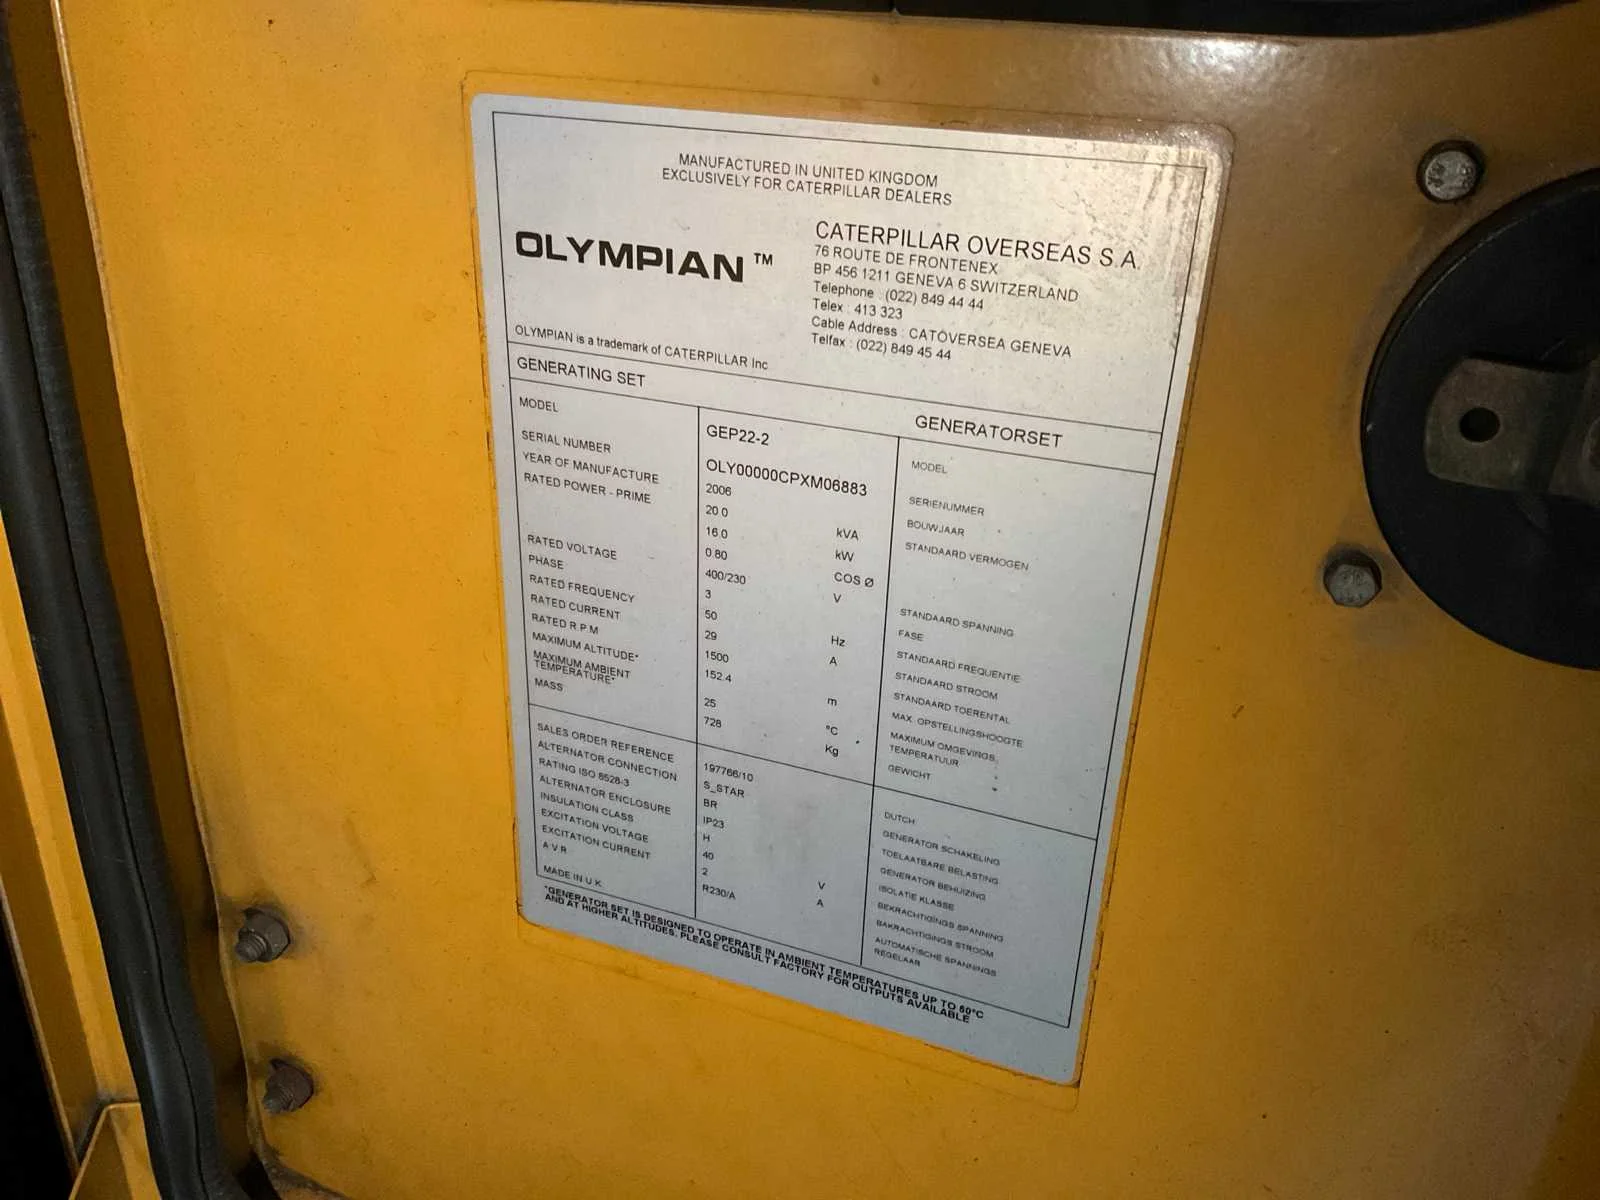 MANUFACTURED IN UNITED KINGDOM
EXCLUSIVELY FOR CATERPILLAR DEALERS
OLYMPIAN™
CATERPILLAR OVERSEAS S.A.
76 ROUTE DE FRONTENEX
BP 456 1211 GENEVA 6 SWITZERLAND
Telephone : (022) 849 44 44
Telex : 413 323
Cable Address : CATOVERSEA GENEVA
Telfax : (022) 849 45 44
OLYMPIAN is a trademark of CATERPILLAR Inc
GENERATING SET GENERATORSET
MODEL GEP22-2 MODEL
SERIAL NUMBER OLY00000CPXM06883 SERIENUMMER
YEAR OF MANUFACTURE 2006 BOUWJAAR
RATED POWER - PRIME 20.0 kVA STANDAARD VERMOGEN
16.0 kW
0.80 COS Ø
RATED VOLTAGE 400/230 V STANDAARD SPANNING
PHASE 3 FASE
RATED FREQUENCY 50 Hz STANDAARD FREQUENTIE
RATED CURRENT 29 A STANDAARD STROOM
RATED R.P.M 1500 STANDAARD TOERENTAL
MAXIMUM ALTITUDE* 152.4 m MAX. OPSTELLINGSHOOGTE
MAXIMUM AMBIENT MAXIMUM OMGEVINGS
TEMPERATURE* 25 °C TEMPERATUUR
MASS 728 Kg GEWICHT
SALES ORDER REFERENCE 197766/10 DUTCH
ALTERNATOR CONNECTION S_STAR GENERATOR SCHAKELING
RATING ISO 8528-3 BR TOELAATBARE BELASTING
ALTERNATOR ENCLOSURE IP23 GENERATOR BEHUIZING
INSULATION CLASS H ISOLATIE KLASSE
EXCITATION VOLTAGE 40 V BEKRACHTIGINGS SPANNING
EXCITATION CURRENT 2 A BAKRACHTIGINGS STROOM
A V R R230/A AUTOMATISCHE SPANNINGS
REGELAAR
MADE IN U.K.
*GENERATOR SET IS DESIGNED TO OPERATE IN AMBIENT TEMPERATURES UP TO 60°C
AND AT HIGHER ALTITUDES. PLEASE CONSULT FACTORY FOR OUTPUTS AVAILABLE